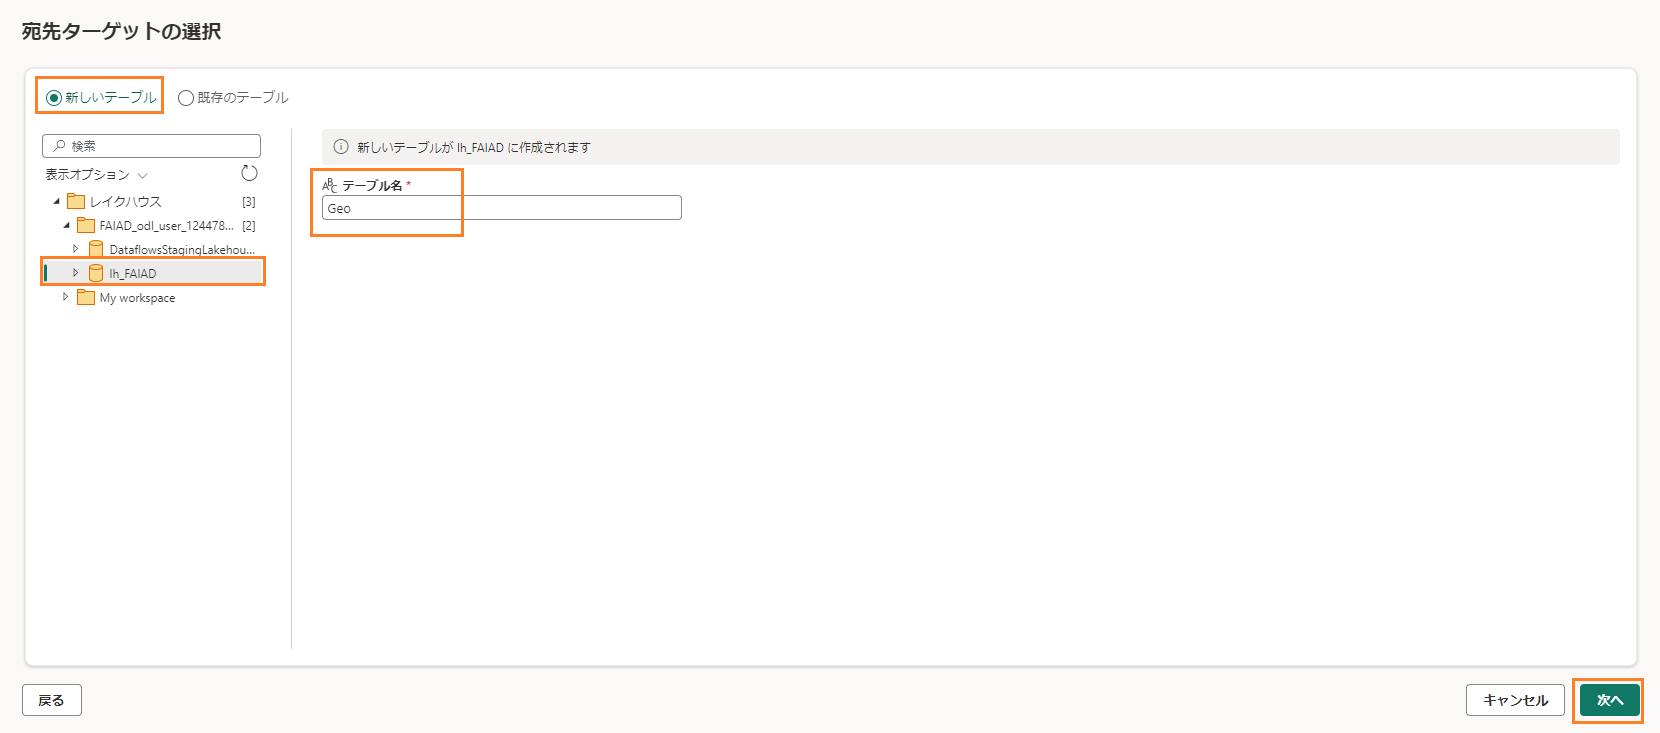 宛先ターゲットの選択
新しいテーブル 既存のテーブル
検索
表示オプション
レイクハウス [3]
FAIAD_odl_user_124478... [2]
DataflowsStagingLakehou...
lh_FAIAD
My workspace
新しいテーブルが lh_FAIAD に作成されます
ABC テーブル名 *
Geo
戻る
キャンセル 次へ